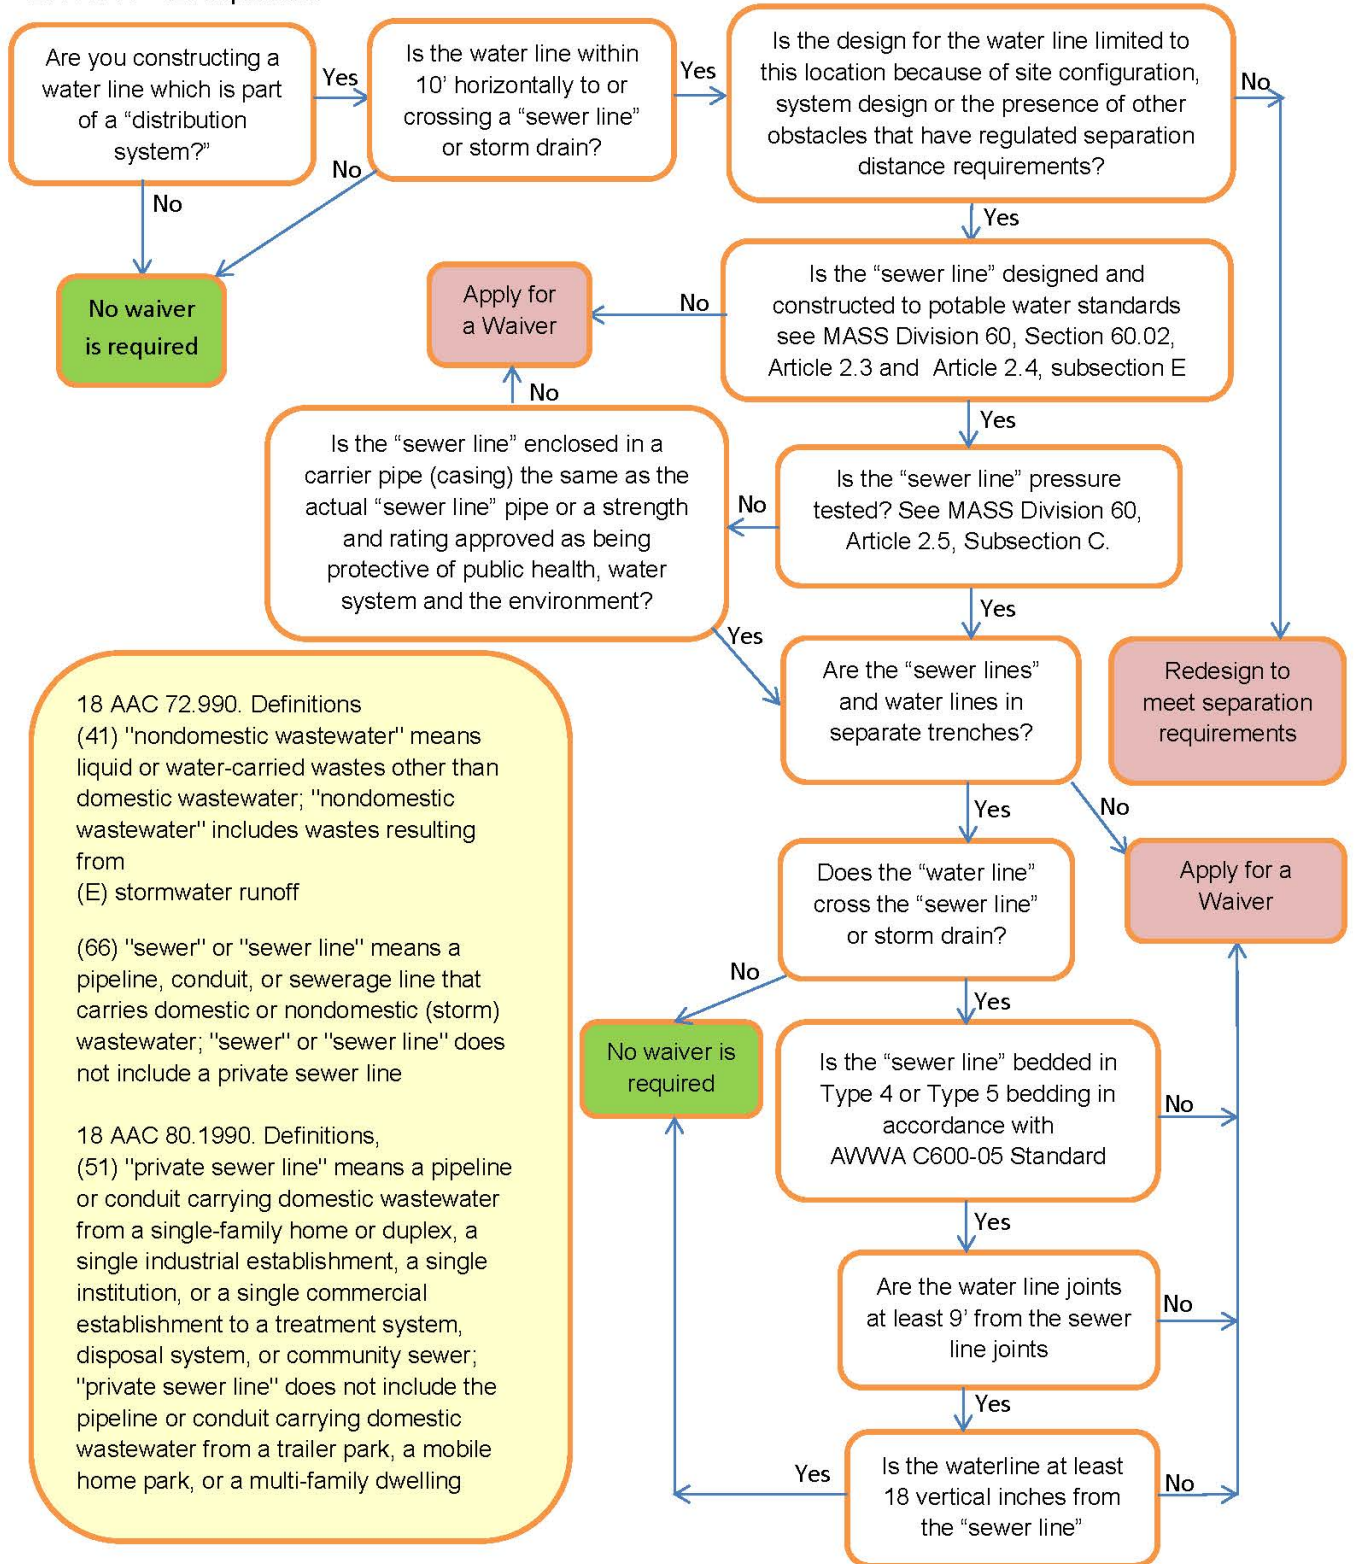 Are you constructing a
water line which is part
of a “distribution
system?”
Yes
Is the water line within
10’ horizontally to or
crossing a “sewer line”
or storm drain?
Yes
Is the design for the water line limited to
this location because of site configuration,
system design or the presence of other
obstacles that have regulated separation
distance requirements?
No
No
No
Yes
No waiver
is required
Apply for
a Waiver
No
Is the “sewer line” designed and
constructed to potable water standards
see MASS Division 60, Section 60.02,
Article 2.3 and Article 2.4, subsection E
No
Yes
Is the “sewer line” enclosed in a
carrier pipe (casing) the same as the
actual “sewer line” pipe or a strength
and rating approved as being
protective of public health, water
system and the environment?
No
Is the “sewer line” pressure
tested? See MASS Division 60,
Article 2.5, Subsection C.
Yes
Yes
Are the “sewer lines”
and water lines in
separate trenches?
Redesign to
meet separation
requirements
Yes
No
Does the “water line”
cross the “sewer line”
or storm drain?
Apply for a
Waiver
No
Yes
No waiver is
required
Is the “sewer line” bedded in
Type 4 or Type 5 bedding in
accordance with
AWWA C600-05 Standard
No
Yes
Are the water line joints
at least 9’ from the sewer
line joints
No
Yes
Is the waterline at least
18 vertical inches from
the “sewer line”
Yes
No
18 AAC 72.990. Definitions
(41) "nondomestic wastewater" means
liquid or water-carried wastes other than
domestic wastewater; "nondomestic
wastewater" includes wastes resulting
from
(E) stormwater runoff
(66) "sewer" or "sewer line" means a
pipeline, conduit, or sewerage line that
carries domestic or nondomestic (storm)
wastewater; "sewer" or "sewer line" does
not include a private sewer line
18 AAC 80.1990. Definitions,
(51) "private sewer line" means a pipeline
or conduit carrying domestic wastewater
from a single-family home or duplex, a
single industrial establishment, a single
institution, or a single commercial
establishment to a treatment system,
disposal system, or community sewer;
"private sewer line" does not include the
pipeline or conduit carrying domestic
wastewater from a trailer park, a mobile
home park, or a multi-family dwelling